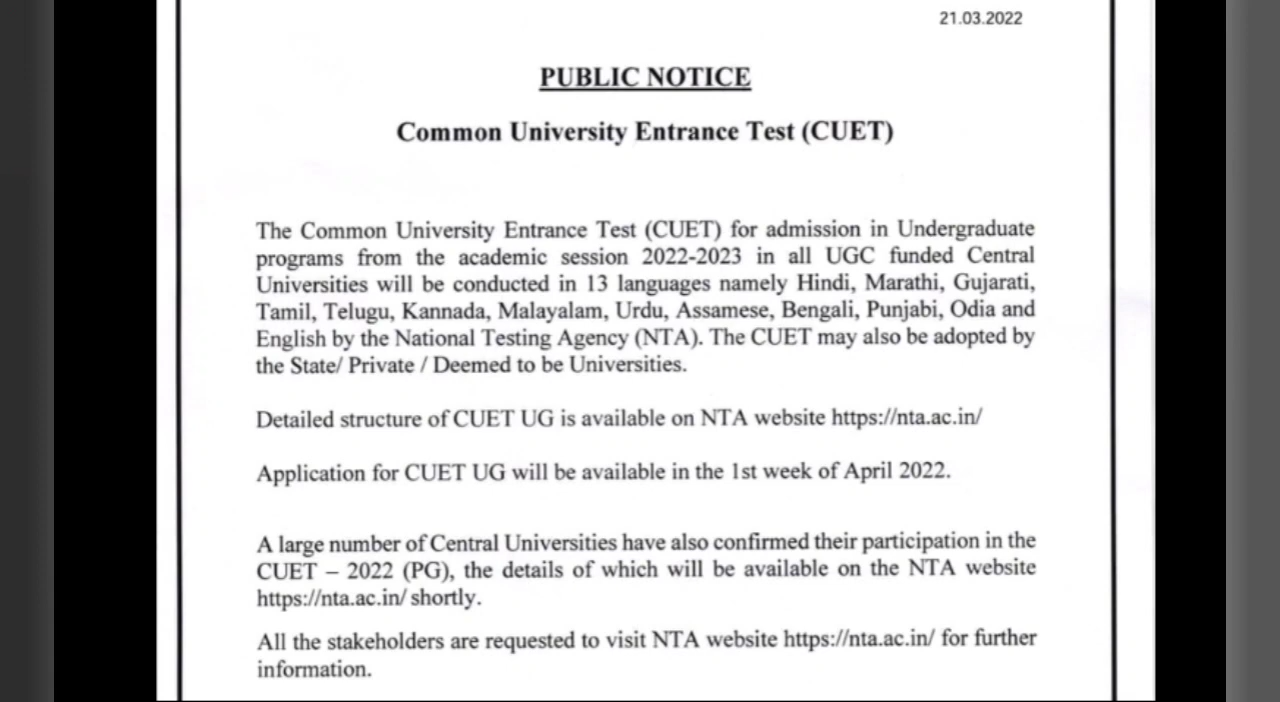 21.03.2022
PUBLIC NOTICE
Common University Entrance Test (CUET)
The Common University Entrance Test (CUET) for admission in Undergraduate
programs from the academic session 2022-2023 in all UGC funded Central
Universities will be conducted in 13 languages namely Hindi, Marathi, Gujarati,
Tamil, Telugu, Kannada, Malayalam, Urdu, Assamese, Bengali, Punjabi, Odia and
English by the National Testing Agency (NTA). The CUET may also be adopted by
the State/ Private / Deemed to be Universities.
Detailed structure of CUET UG is available on NTA website https://nta.ac.in/
Application for CUET UG will be available in the 1st week of April 2022.
A large number of Central Universities have also confirmed their participation in the
CUET – 2022 (PG), the details of which will be available on the NTA website
https://nta.ac.in/ shortly.
All the stakeholders are requested to visit NTA website https://nta.ac.in/ for further
information.